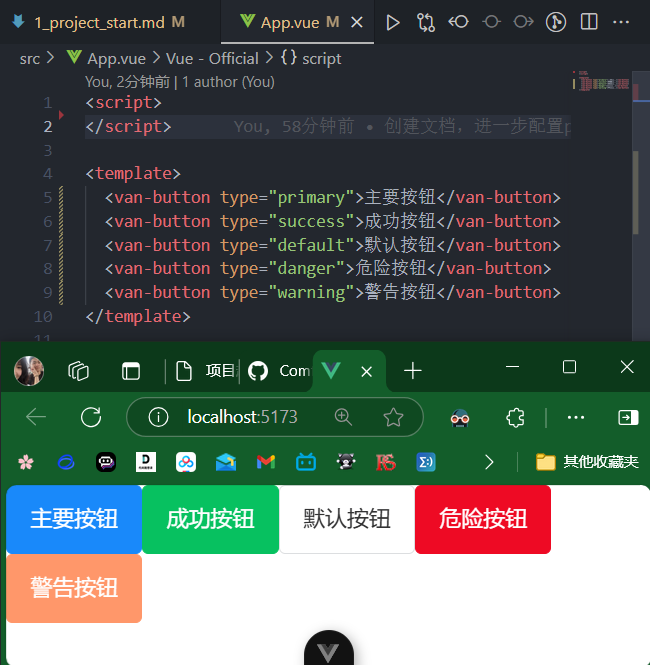 1_project_start.md M
App.vue M
src > App.vue > Vue - Official > {} script
You, 2分钟前 | 1 author (You)
1 <script>
2 </script> You, 58分钟前 • 创建文档，进一步配置
3
4 <template>
5 <van-button type="primary">主要按钮</van-button>
6 <van-button type="success">成功按钮</van-button>
7 <van-button type="default">默认按钮</van-button>
8 <van-button type="danger">危险按钮</van-button>
9 <van-button type="warning">警告按钮</van-button>
10 </template>
11
项目
Com
localhost:5173
其他收藏夹
主要按钮 成功按钮 默认按钮 危险按钮
警告按钮